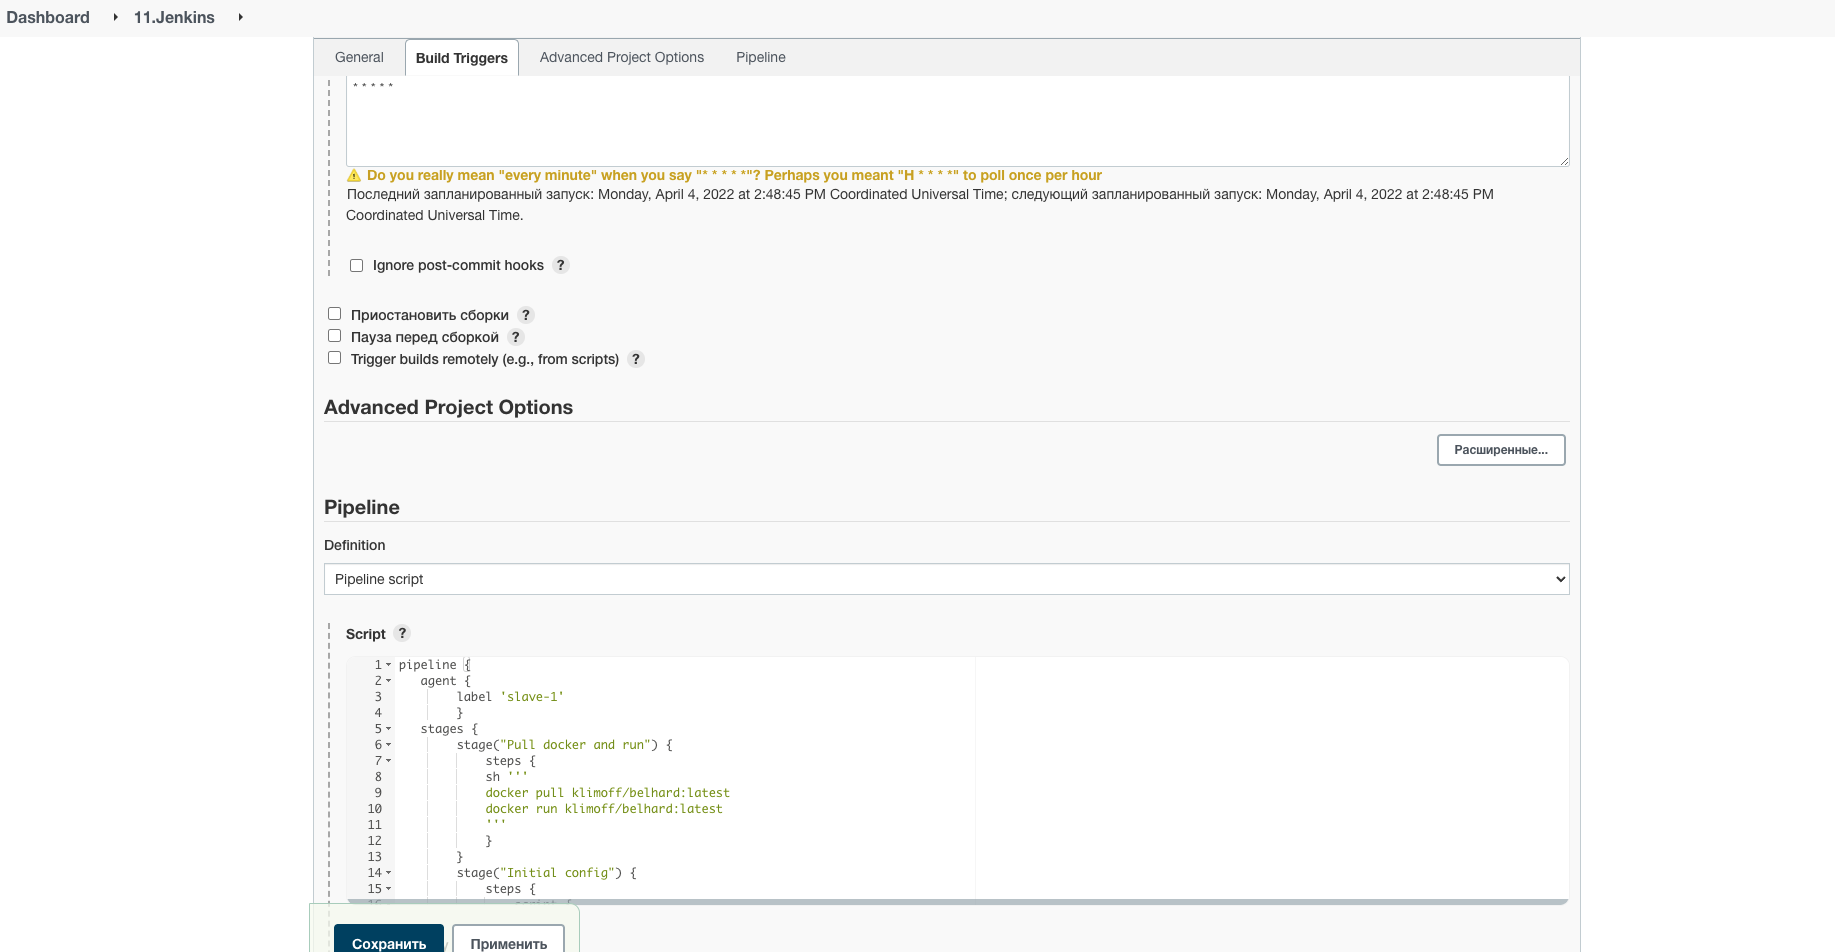 Dashboard
11.Jenkins
General
Build Triggers
Advanced Project Options
Pipeline
* * * * *
Do you really mean "every minute" when you say "* * * * *"? Perhaps you meant "H * * * *" to poll once per hour
Последний запланированный запуск: Monday, April 4, 2022 at 2:48:45 PM Coordinated Universal Time; следующий запланированный запуск: Monday, April 4, 2022 at 2:48:45 PM
Coordinated Universal Time.
Ignore post-commit hooks ?
Приостановить сборки ?
Пауза перед сборкой ?
Trigger builds remotely (e.g., from scripts) ?
Advanced Project Options
Расширенные...
Pipeline
Definition
Pipeline script
Script ?
1 pipeline {
2 agent {
3 label 'slave-1'
4 }
5 stages {
6 stage("Pull docker and run") {
7 steps {
8 sh '''
9 docker pull klimoff/belhard:latest
10 docker run klimoff/belhard:latest
11 '''
12 }
13 }
14 stage("Initial config") {
15 steps {
Сохранить
Применить